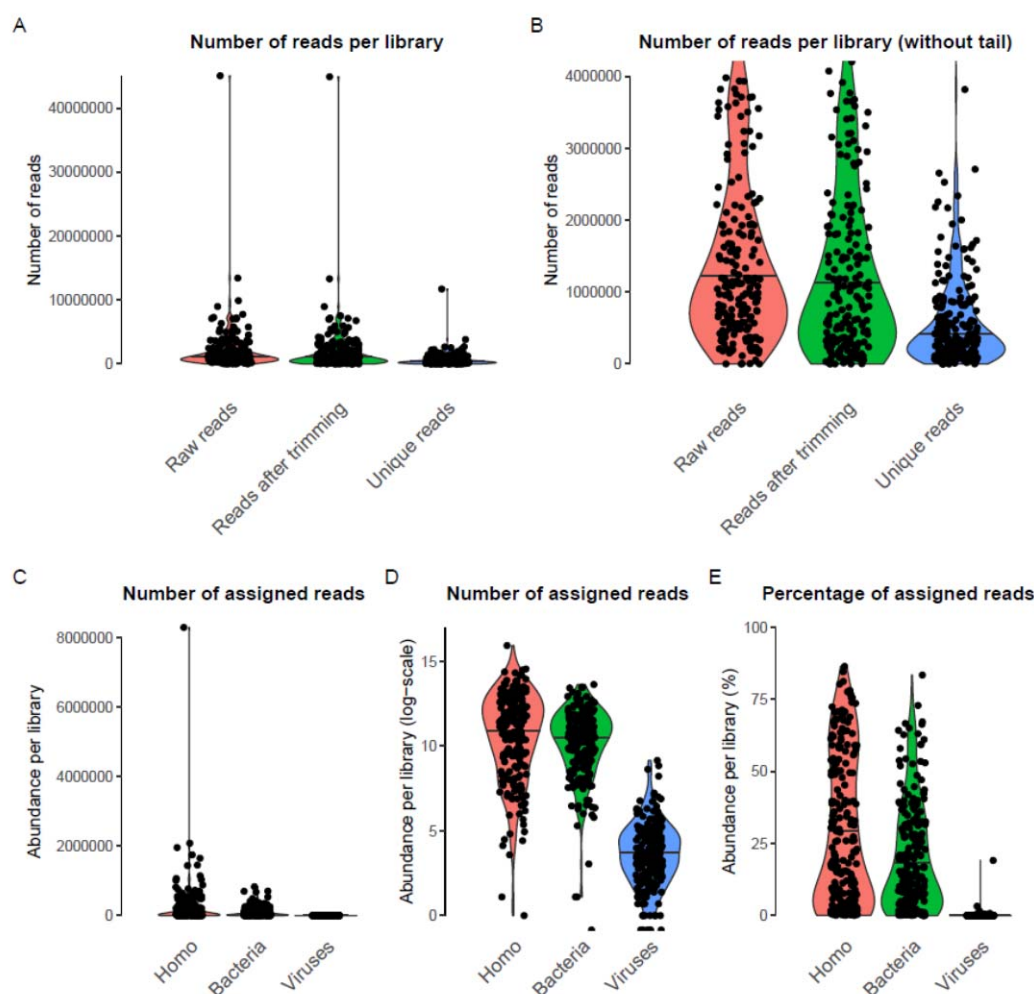 A
Number of reads per library
Number of reads
40000000
30000000
20000000
10000000
0
Raw reads
Reads after trimming
Unique reads
B
Number of reads per library (without tail)
Number of reads
4000000
3000000
2000000
1000000
0
Raw reads
Reads after trimming
Unique reads
C
Number of assigned reads
Abundance per library
8000000
6000000
4000000
2000000
0
Homo
Bacteria
Viruses
D
Number of assigned reads
Abundance per library (log−scale)
15
10
5
0
Homo
Bacteria
Viruses
E
Percentage of assigned reads
Abundance per library (%)
100
75
50
25
0
Homo
Bacteria
Viruses